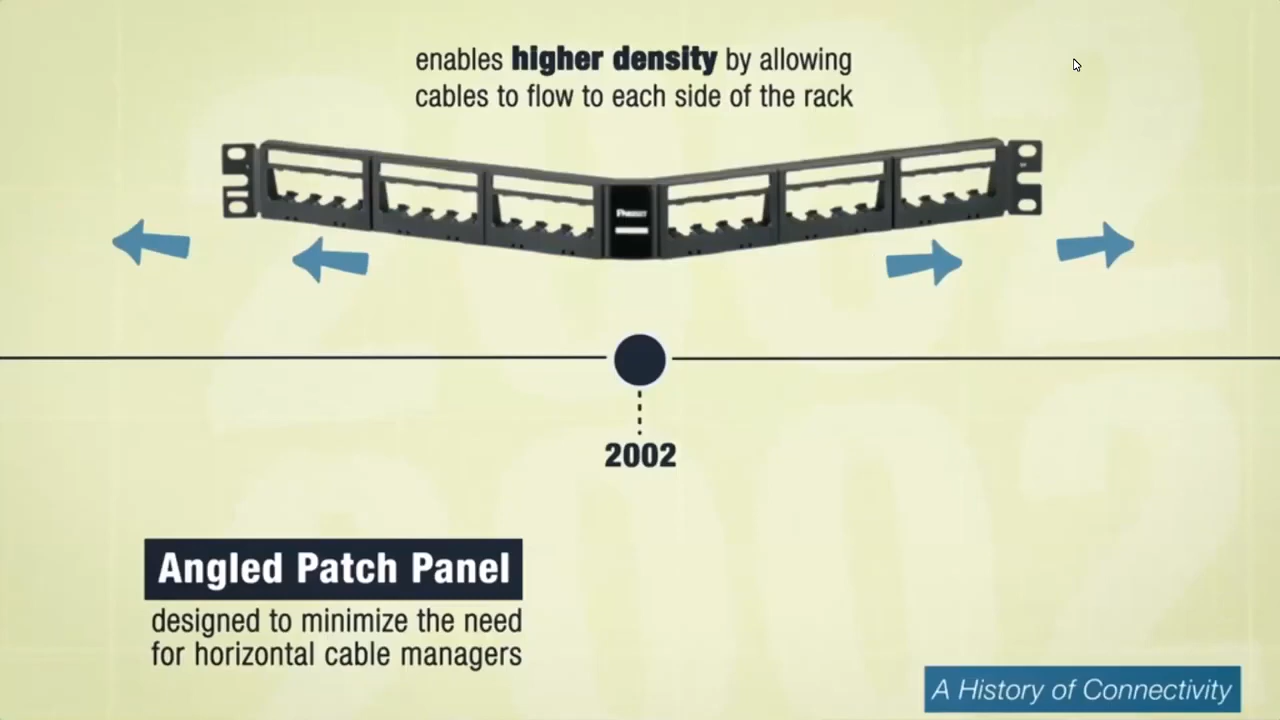 enables higher density by allowing
cables to flow to each side of the rack
PANDUIT
2002
Angled Patch Panel
designed to minimize the need
for horizontal cable managers
A History of Connectivity